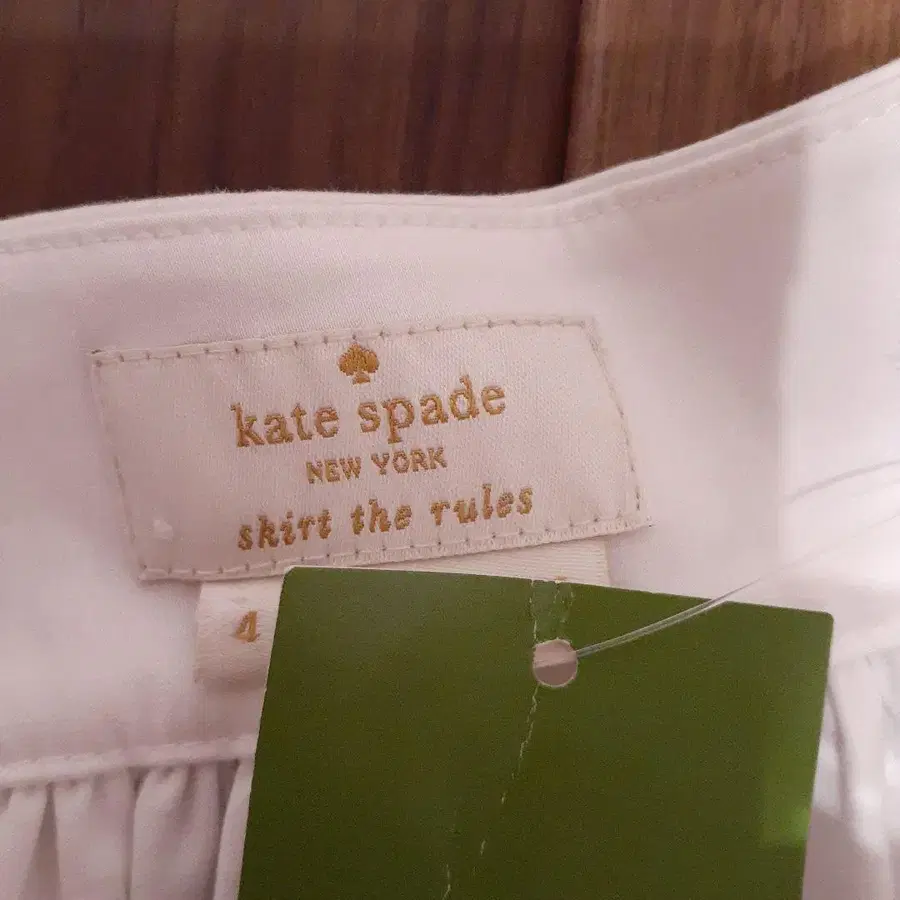 kate spade
NEW YORK
skirt the rules
4